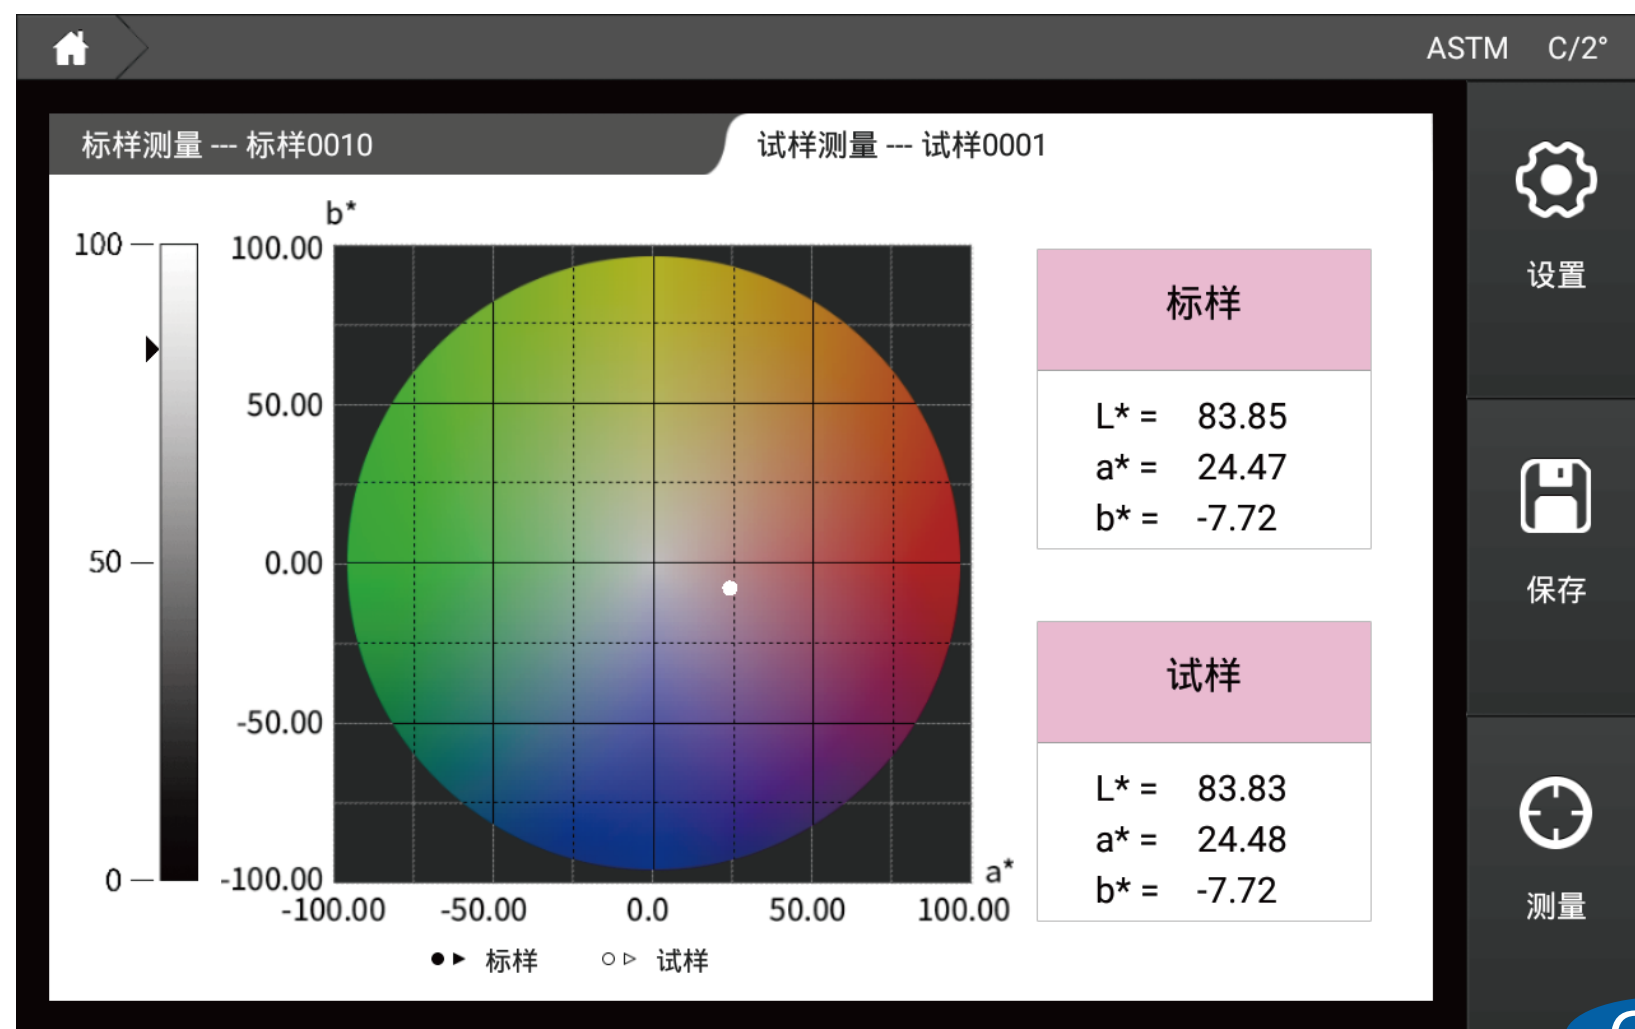 ASTM C/2°
标样测量 --- 标样0010
试样测量 --- 试样0001
设置
保存
测量
b*
100
50
0
100.00
50.00
0.00
-50.00
-100.00
-100.00 -50.00 0.0 50.00 100.00
a*
标样 试样
标样
L* = 83.85
a* = 24.47
b* = -7.72
试样
L* = 83.83
a* = 24.48
b* = -7.72